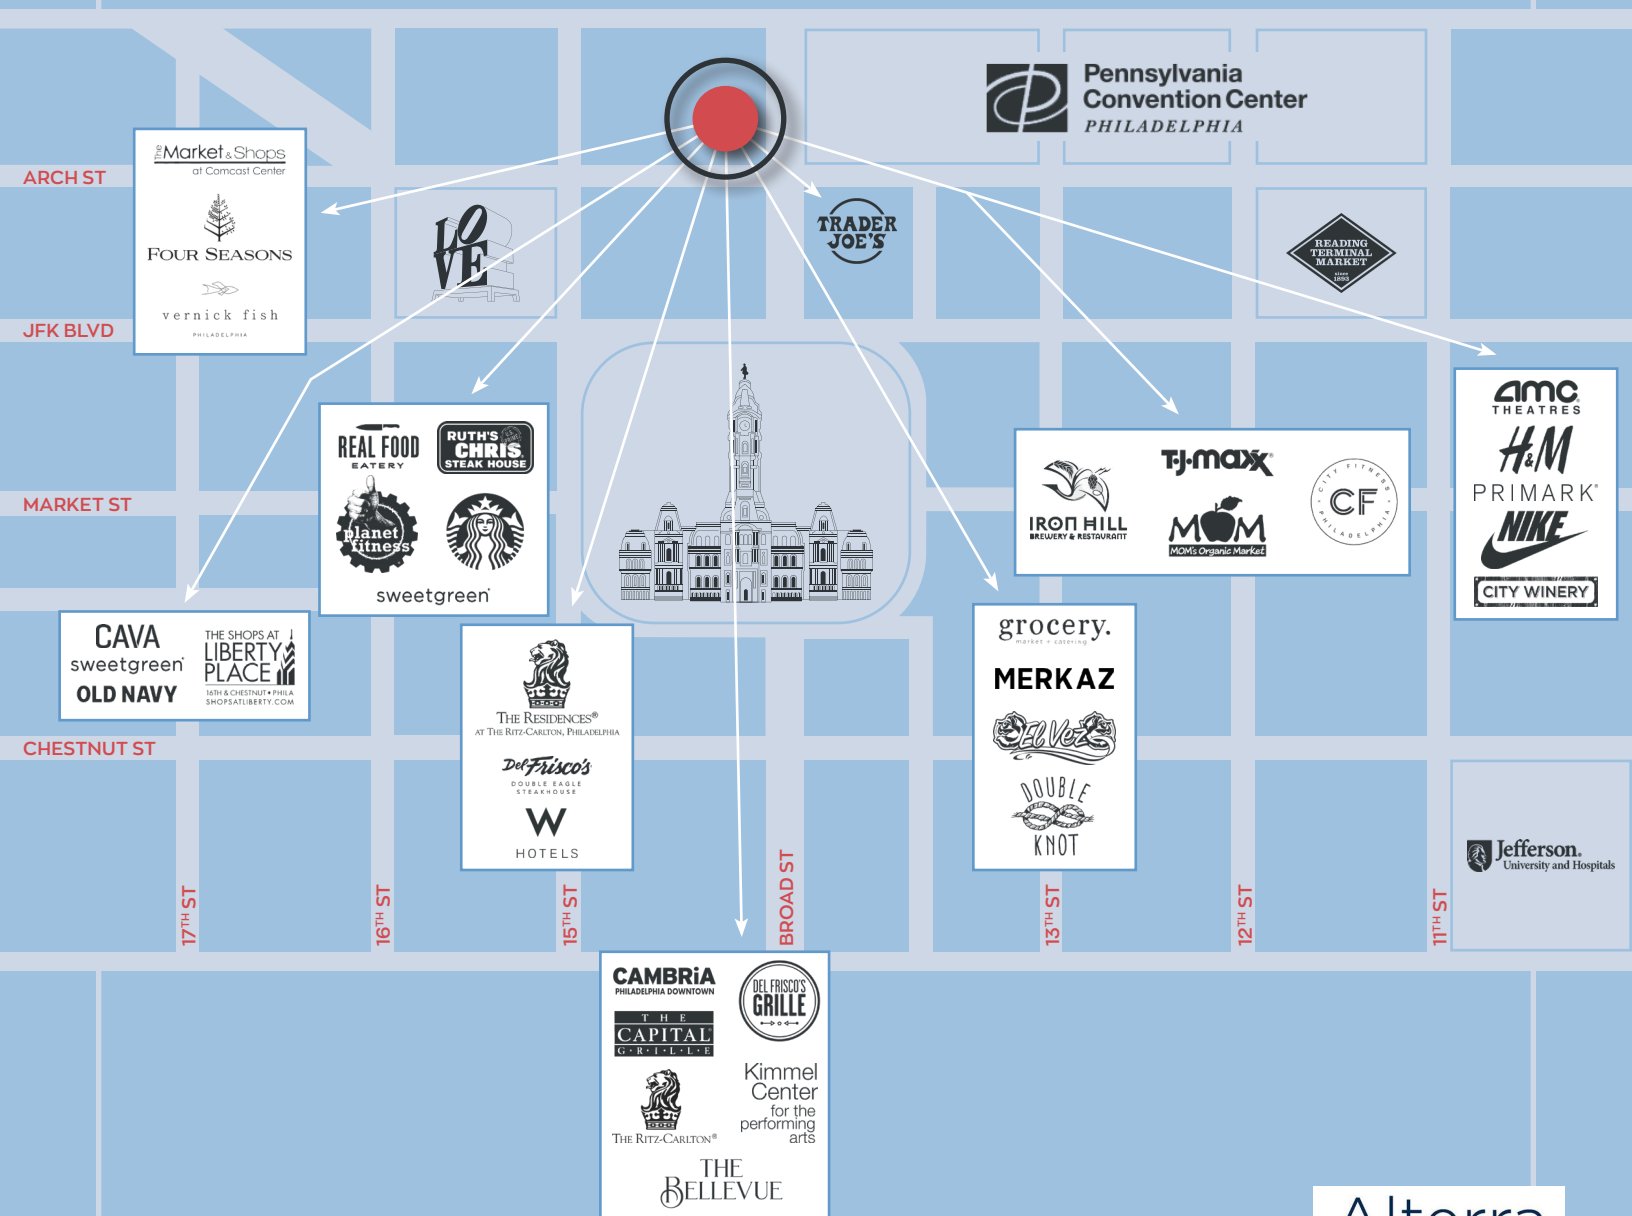 Pennsylvania
Convention Center
PHILADELPHIA
ARCH ST
JFK BLVD
MARKET ST
CHESTNUT ST
The Market & Shops
at Comcast Center
FOUR SEASONS
vernick fish
PHILADELPHIA
LOVE
TRADER
JOE'S
READING
TERMINAL
MARKET
since
1893
REAL FOOD
EATERY
RUTH'S
U.S. PRIME
CHRIS
STEAK HOUSE
planet
fitness
sweetgreen
CAVA
sweetgreen
OLD NAVY
THE SHOPS AT
LIBERTY
PLACE
16TH & CHESTNUT • PHILA
SHOPSATLIBERTY.COM
THE RESIDENCES®
AT THE RITZ-CARLTON, PHILADELPHIA
Del Frisco's
DOUBLE EAGLE
STEAKHOUSE
W
HOTELS
grocery.
market + catering
MERKAZ
El Vez
DOUBLE
KNOT
IRON HILL
BREWERY & RESTAURANT
T·J·maxx®
MOM
MOM's Organic Market
CITY FITNESS
CF
PHILADELPHIA
amc
THEATRES
H&M
PRIMARK®
NIKE
CITY WINERY
Jefferson.
University and Hospitals
17TH ST
16TH ST
15TH ST
BROAD ST
13TH ST
12TH ST
11TH ST
CAMBRiA
PHILADELPHIA DOWNTOWN
DEL FRISCO'S
GRILLE
THE
CAPITAL
G·R·I·L·L·E
THE RITZ-CARLTON®
Kimmel
Center
for the
performing
arts
THE
BELLEVUE
Alterra